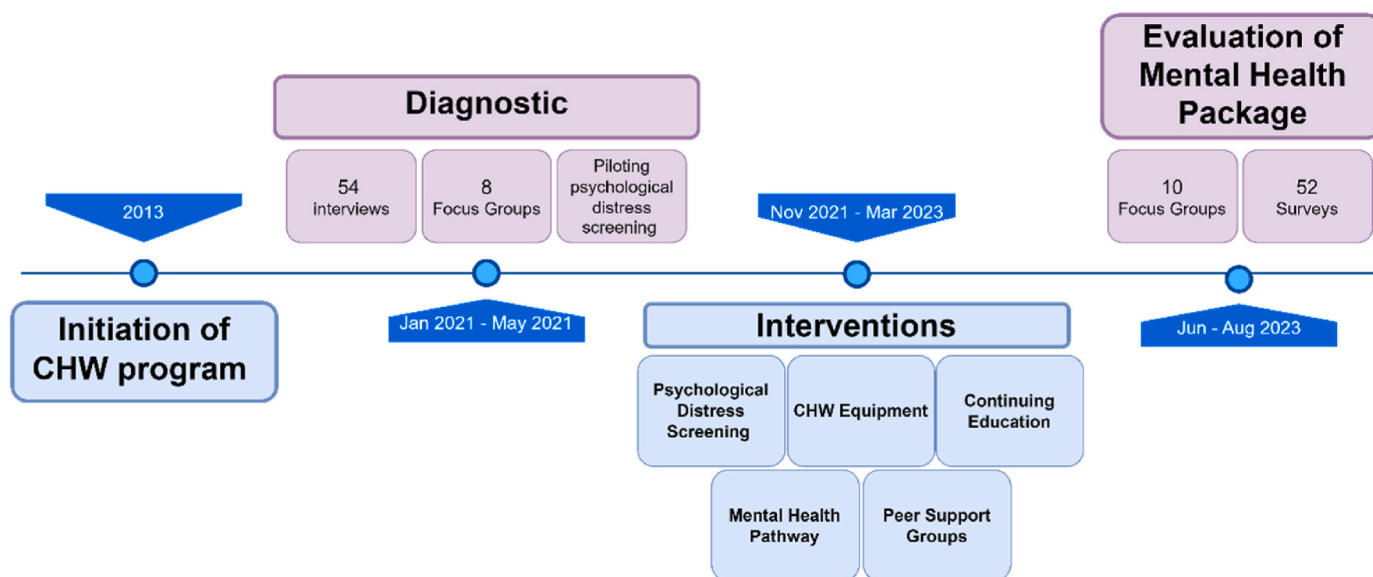 2013
Initiation of
CHW program
Diagnostic
54
interviews
8
Focus Groups
Piloting
psychological
distress
screening
Jan 2021 - May 2021
Nov 2021 - Mar 2023
Interventions
Psychological
Distress
Screening
CHW Equipment
Continuing
Education
Mental Health
Pathway
Peer Support
Groups
Evaluation of
Mental Health
Package
10
Focus Groups
52
Surveys
Jun - Aug 2023